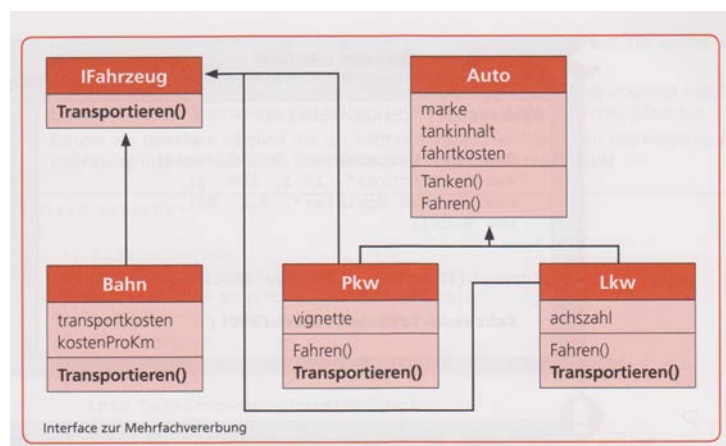 IFahrzeug
Transportieren()
Auto
marke
tankinhalt
fahrtkosten
Tanken()
Fahren()
Bahn
transportkosten
kostenProKm
Transportieren()
Pkw
vignette
Fahren()
Transportieren()
Lkw
achszahl
Fahren()
Transportieren()
Interface zur Mehrfachvererbung